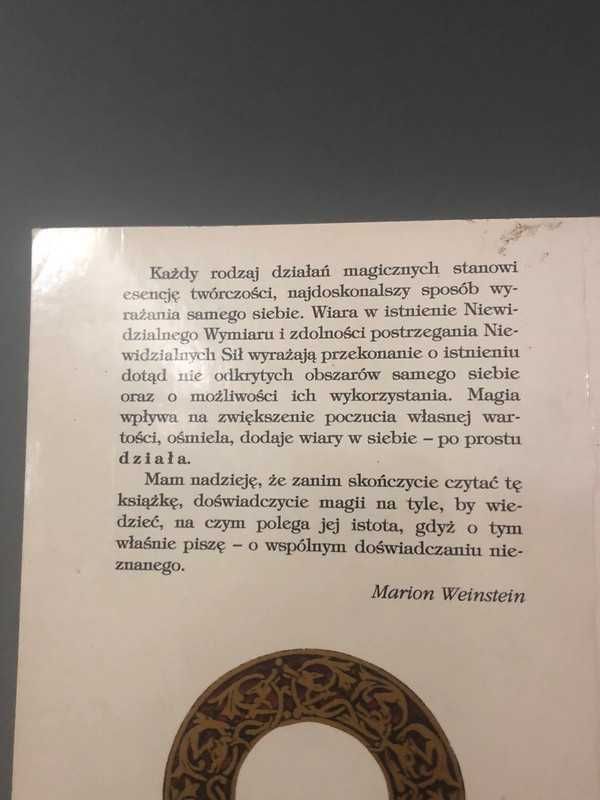 Każdy rodzaj działań magicznych stanowi
esencję twórczości, najdoskonalszy sposób wy-
rażania samego siebie. Wiara w istnienie Niewi-
dzialnego Wymiaru i zdolności postrzegania Nie-
widzialnych Sił wyrażają przekonanie o istnieniu
dotąd nie odkrytych obszarów samego siebie
oraz o możliwości ich wykorzystania. Magia
wpływa na zwiększenie poczucia własnej war-
tości, ośmiela, dodaje wiary w siebie – po prostu
działa.
Mam nadzieję, że zanim skończycie czytać tę
książkę, doświadczycie magii na tyle, by wie-
dzieć, na czym polega jej istota, gdyż o tym
właśnie piszę – o wspólnym doświadczaniu nie-
znanego.
Marion Weinstein